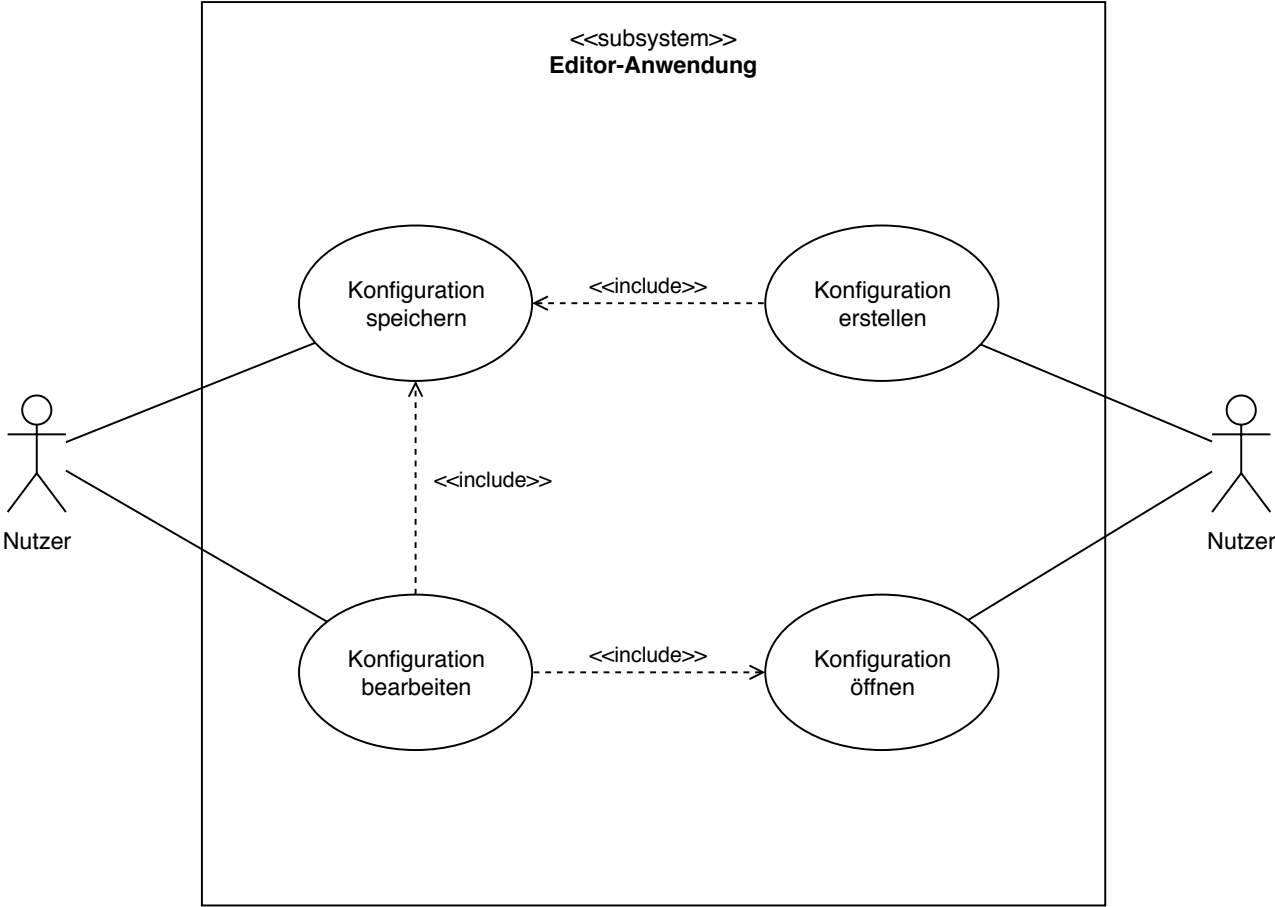 <<subsystem>>
Editor-Anwendung
Konfiguration
speichern
<<include>>
Konfiguration
erstellen
<<include>>
Nutzer
Nutzer
Konfiguration
bearbeiten
<<include>>
Konfiguration
öffnen